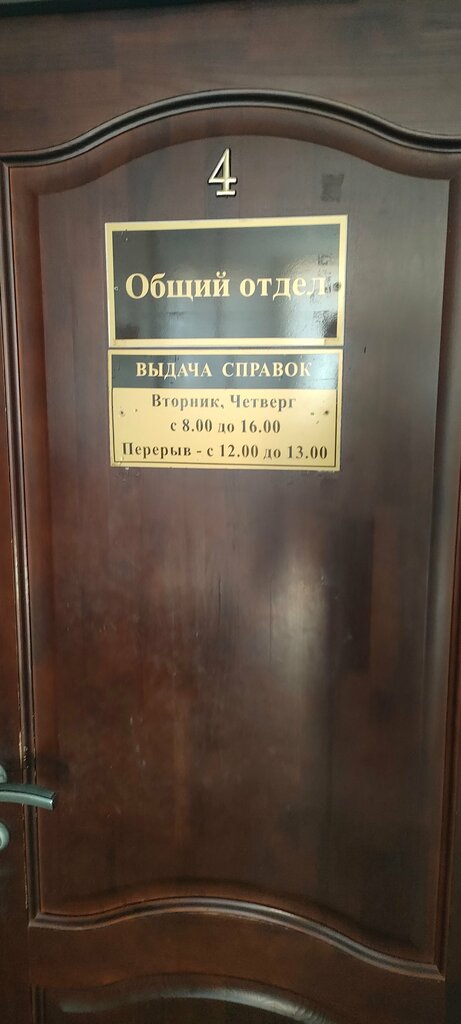 4
Общий отдел
ВЫДАЧА СПРАВОК
Вторник, Четверг
с 8.00 до 16.00
Перерыв - с 12.00 до 13.00